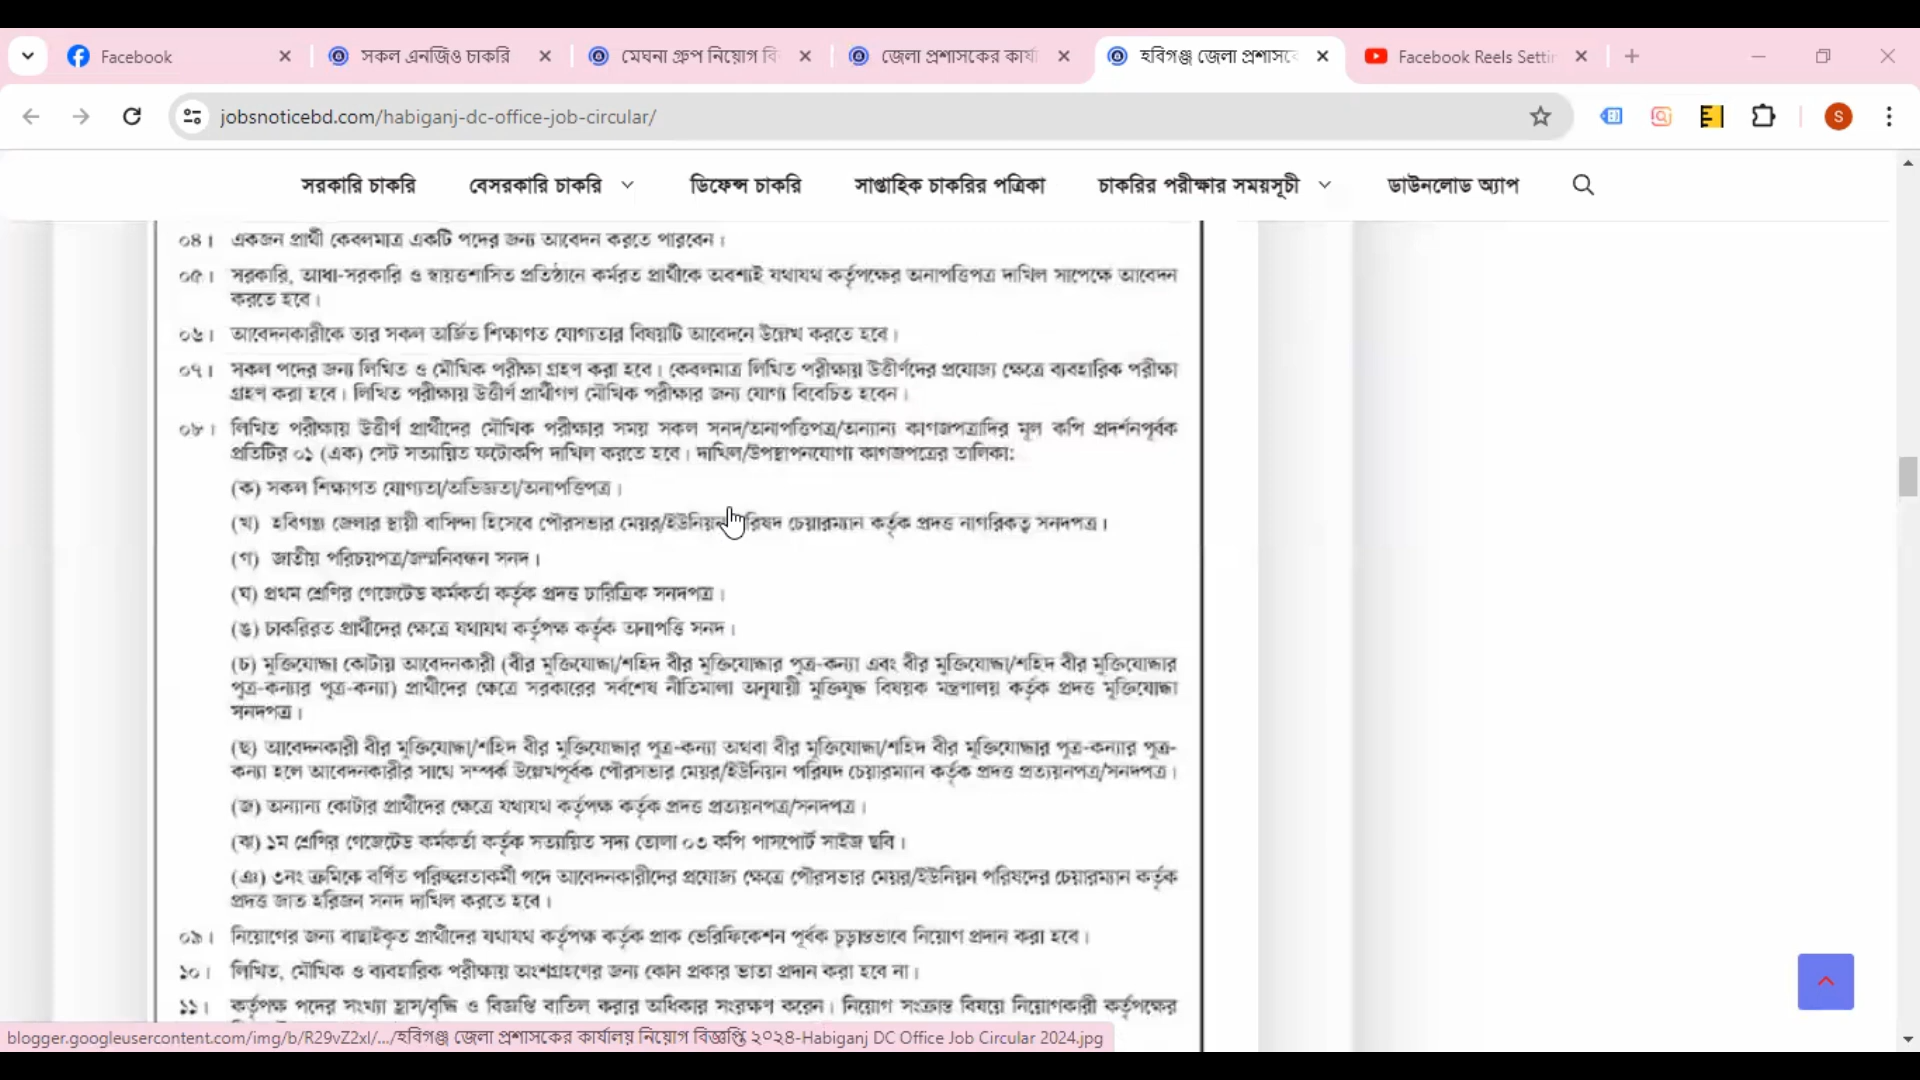 Facebook
সকল এনজিও চাকরি
মেঘনা গ্রুপ নিয়োগ বি
জেলা প্রশাসকের কার্যা
হবিগঞ্জ জেলা প্রশাসকে
Facebook Reels Settin
jobsnoticebd.com/habiganj-dc-office-job-circular/
S
সরকারি চাকরি
বেসরকারি চাকরি
ডিফেন্স চাকরি
সাপ্তাহিক চাকরির পত্রিকা
চাকরির পরীক্ষার সময়সূচী
ডাউনলোড অ্যাপ
০৪। একজন প্রার্থী কেবলমাত্র একটি পদের জন্য আবেদন করতে পারবেন।
০৫। সরকারি, আধা-সরকারি ও স্বায়ত্তশাসিত প্রতিষ্ঠানে কর্মরত প্রার্থীকে অবশ্যই যথাযথ কর্তৃপক্ষের অনাপত্তিপত্র দাখিল সাপেক্ষে আবেদন
করতে হবে।
০৬। আবেদনকারীকে তার সকল অর্জিত শিক্ষাগত যোগ্যতার বিষয়টি আবেদনে উল্লেখ করতে হবে।
০৭। সকল পদের জন্য লিখিত ও মৌখিক পরীক্ষা গ্রহণ করা হবে। কেবলমাত্র লিখিত পরীক্ষায় উত্তীর্ণদের প্রযোজ্য ক্ষেত্রে ব্যবহারিক পরীক্ষা
গ্রহণ করা হবে। লিখিত পরীক্ষায় উত্তীর্ণ প্রার্থীগণ মৌখিক পরীক্ষার জন্য যোগ্য বিবেচিত হবেন।
০৮। লিখিত পরীক্ষায় উত্তীর্ণ প্রার্থীদের মৌখিক পরীক্ষার সময় সকল সনদ/অনাপত্তিপত্র/অন্যান্য কাগজপত্রাদির মূল কপি প্রদর্শনপূর্বক
প্রতিটির ০১ (এক) সেট সত্যায়িত ফটোকপি দাখিল করতে হবে। দাখিল/উপস্থাপনযোগ্য কাগজপত্রের তালিকা:
(ক) সকল শিক্ষাগত যোগ্যতা/অভিজ্ঞতা/অনাপত্তিপত্র।
(খ) হবিগঞ্জ জেলার স্থায়ী বাসিন্দা হিসেবে পৌরসভার মেয়র/ইউনিয়ন পরিষদ চেয়ারম্যান কর্তৃক প্রদত্ত নাগরিকত্ব সনদপত্র।
(গ) জাতীয় পরিচয়পত্র/জন্মনিবন্ধন সনদ।
(ঘ) প্রথম শ্রেণির গেজেটেড কর্মকর্তা কর্তৃক প্রদত্ত চারিত্রিক সনদপত্র।
(ঙ) চাকরিরত প্রার্থীদের ক্ষেত্রে যথাযথ কর্তৃপক্ষ কর্তৃক অনাপত্তি সনদ।
(চ) মুক্তিযোদ্ধা কোটায় আবেদনকারী (বীর মুক্তিযোদ্ধা/শহিদ বীর মুক্তিযোদ্ধার পুত্র-কন্যা এবং বীর মুক্তিযোদ্ধা/শহিদ বীর মুক্তিযোদ্ধার
পুত্র-কন্যার পুত্র-কন্যা) প্রার্থীদের ক্ষেত্রে সরকারের সর্বশেষ নীতিমালা অনুযায়ী মুক্তিযুদ্ধ বিষয়ক মন্ত্রণালয় কর্তৃক প্রদত্ত মুক্তিযোদ্ধা
সনদপত্র।
(ছ) আবেদনকারী বীর মুক্তিযোদ্ধা/শহিদ বীর মুক্তিযোদ্ধার পুত্র-কন্যা অথবা বীর মুক্তিযোদ্ধা/শহিদ বীর মুক্তিযোদ্ধার পুত্র-কন্যার পুত্র-
কন্যা হলে আবেদনকারীর সাথে সম্পর্ক উল্লেখপূর্বক পৌরসভার মেয়র/ইউনিয়ন পরিষদ চেয়ারম্যান কর্তৃক প্রদত্ত প্রত্যয়নপত্র/সনদপত্র।
(জ) অন্যান্য কোটার প্রার্থীদের ক্ষেত্রে যথাযথ কর্তৃপক্ষ কর্তৃক প্রদত্ত প্রত্যয়নপত্র/সনদপত্র।
(ঝ) ১ম শ্রেণির গেজেটেড কর্মকর্তা কর্তৃক সত্যায়িত সদ্য তোলা ০৩ কপি পাসপোর্ট সাইজ ছবি।
(ঞ) ৩নং ক্রমিকে বর্ণিত পরিচ্ছন্নতাকর্মী পদে আবেদনকারীদের প্রযোজ্য ক্ষেত্রে পৌরসভার মেয়র/ইউনিয়ন পরিষদের চেয়ারম্যান কর্তৃক
প্রদত্ত জাত হরিজন সনদ দাখিল করতে হবে।
০৯। নিয়োগের জন্য বাছাইকৃত প্রার্থীদের যথাযথ কর্তৃপক্ষ কর্তৃক প্রাক ভেরিফিকেশন পূর্বক চূড়ান্তভাবে নিয়োগ প্রদান করা হবে।
১০। লিখিত, মৌখিক ও ব্যবহারিক পরীক্ষায় অংশগ্রহণের জন্য কোন প্রকার ভাতা প্রদান করা হবে না।
১১। কর্তৃপক্ষ পদের সংখ্যা হ্রাস/বৃদ্ধি ও বিজ্ঞপ্তি বাতিল করার অধিকার সংরক্ষণ করেন। নিয়োগ সংক্রান্ত বিষয়ে নিয়োগকারী কর্তৃপক্ষের
blogger.googleusercontent.com/img/b/R29vZ2xl/.../হবিগঞ্জ জেলা প্রশাসকের কার্যালয় নিয়োগ বিজ্ঞপ্তি ২০২৪-Habiganj DC Office Job Circular 2024.jpg